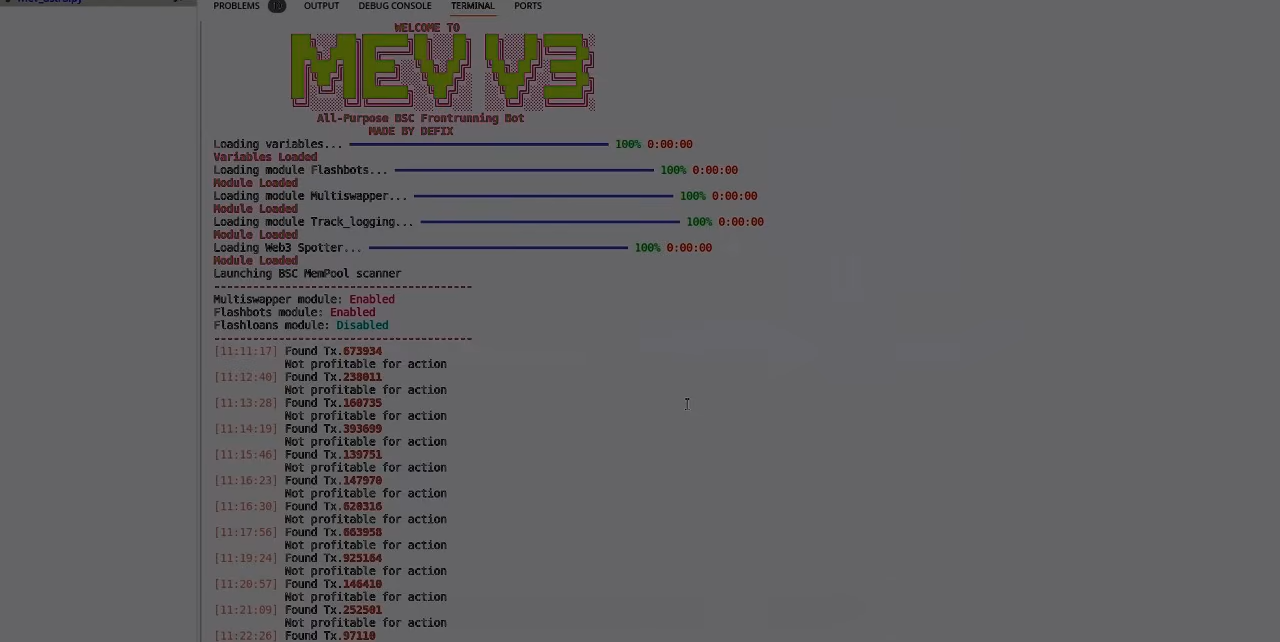 PROBLEMS OUTPUT DEBUG CONSOLE TERMINAL PORTS
WELCOME TO
MEV V3
All-Purpose BSC Frontrunning Bot
MADE BY DEFIX
Loading variables... 100% 0:00:00
Variables Loaded
Loading module Flashbots... 100% 0:00:00
Module Loaded
Loading module Multiswapper... 100% 0:00:00
Module Loaded
Loading module Track_logging... 100% 0:00:00
Module Loaded
Loading Web3 Spotter... 100% 0:00:00
Module Loaded
Launching BSC MemPool scanner
----------------------------------------
Multiswapper module: Enabled
Flashbots module: Enabled
Flashloans module: Disabled
----------------------------------------
[11:11:17] Found Tx.673934
Not profitable for action
[11:12:40] Found Tx.238011
Not profitable for action
[11:13:28] Found Tx.160735
Not profitable for action
[11:14:19] Found Tx.393699
Not profitable for action
[11:15:46] Found Tx.139751
Not profitable for action
[11:16:23] Found Tx.147970
Not profitable for action
[11:16:30] Found Tx.620316
Not profitable for action
[11:17:56] Found Tx.663958
Not profitable for action
[11:19:24] Found Tx.925164
Not profitable for action
[11:20:57] Found Tx.146410
Not profitable for action
[11:21:09] Found Tx.252501
Not profitable for action
[11:22:26] Found Tx.97110